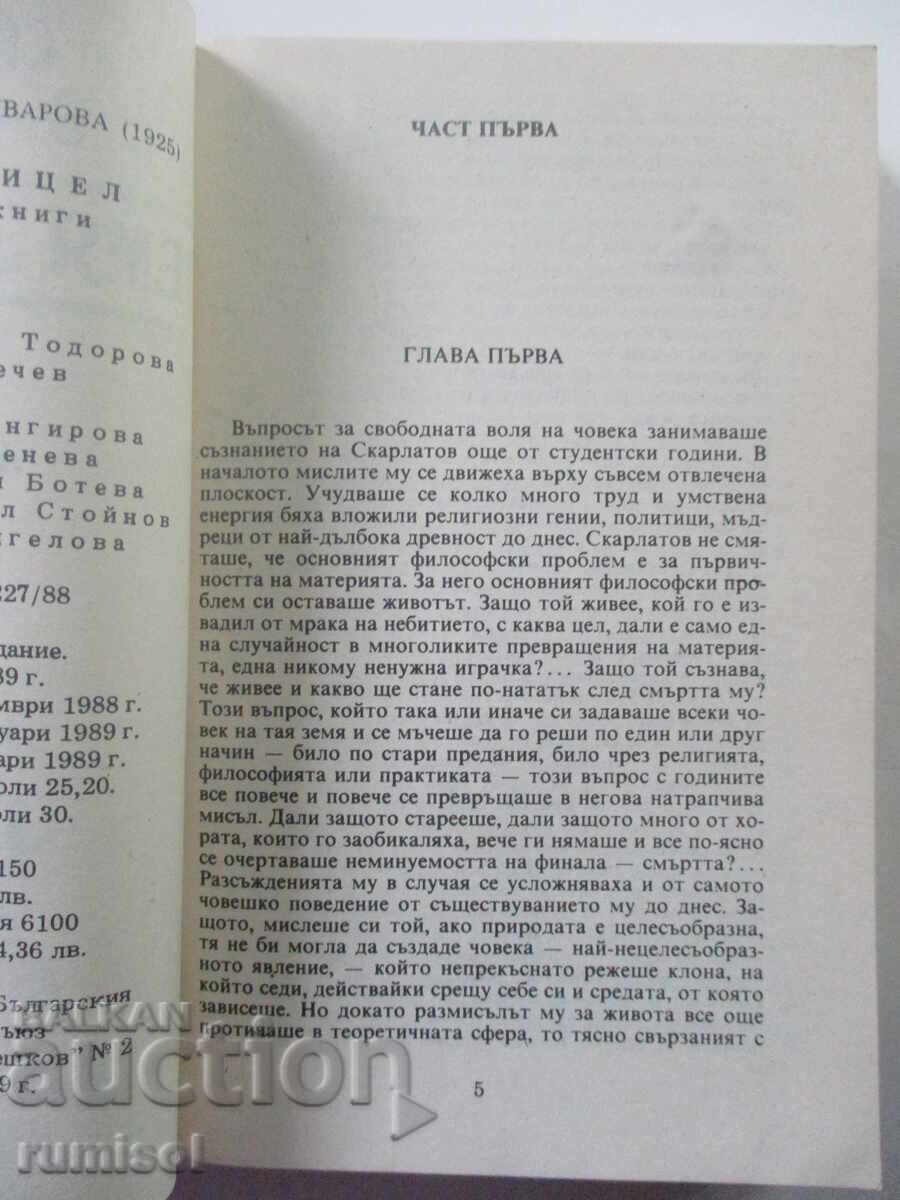 ВАРОВА (1925)
ИЦЕЛ
книги
Тодорова
ечев
нгирова
енева
и Ботева
л Стойнов
гелова
227/88
дание.
89 г.
мври 1988 г.
уари 1989 г.
ари 1989 г.
оли 25,20.
оли 30.
150
лв.
я 6100
4,36 лв.
Българския
ъюз
ешков" № 2
9 г.
ЧАСТ ПЪРВА
ГЛАВА ПЪРВА
Въпросът за свободната воля на човека занимаваше
съзнанието на Скарлатов още от студентски години. В
началото мислите му се движеха върху съвсем отвлечена
плоскост. Учудваше се колко много труд и умствена
енергия бяха вложили религиозни гении, политици, мъд-
реци от най-дълбока древност до днес. Скарлатов не смя-
таше, че основният философски проблем е за първич-
ността на материята. За него основният философски про-
блем си оставаше животът. Защо той живее, кой го е из-
вадил от мрака на небитието, с каква цел, дали е само ед-
на случайност в многоликите превращения на материя-
та, една никому ненужна играчка?... Защо той съзнава,
че живее и какво ще стане по-нататък след смъртта му?
Този въпрос, който така или иначе си задаваше всеки чо-
век на тая земя и се мъчеше да го реши по един или друг
начин — било по стари предания, било чрез религията,
философията или практиката — този въпрос с годините
все повече и повече се превръщаше в негова натрапчива
мисъл. Дали защото старееше, дали защото много от хо-
рата, които го заобикаляха, вече ги нямаше и все по-ясно
се очертаваше неминуемостта на финала — смъртта?...
Разсъжденията му в случая се усложняваха и от самото
човешко поведение от съществуването му до днес. За-
щото, мислеше си той, ако природата е целесъобразна,
тя не би могла да създаде човека — най-нецелесъобраз-
ното явление, — който непрекъснато режеше клона, на
който седи, действайки срещу себе си и средата, от която
зависеше. Но докато размисълът му за живота все още
протичаше в теоретичната сфера, то тясно свързаният с
5
BALKAN
auction
rumisol